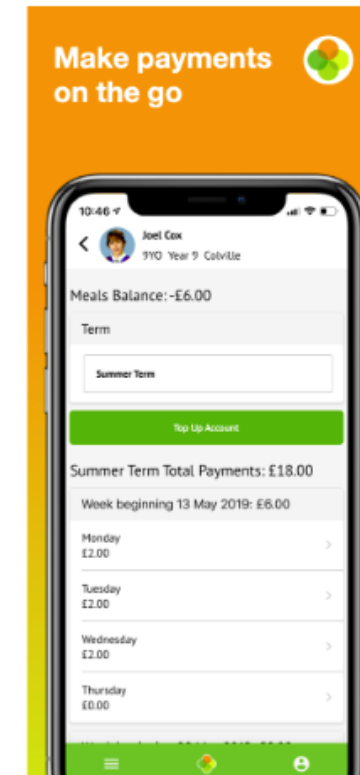 Make payments
on the go
10:46
Joel Cox
9YO Year 9 Colville
Meals Balance: -£6.00
Term
Summer Term
Top Up Account
Summer Term Total Payments: £18.00
Week beginning 13 May 2019: £6.00
Monday
£2.00
Tuesday
£2.00
Wednesday
£2.00
Thursday
£0.00